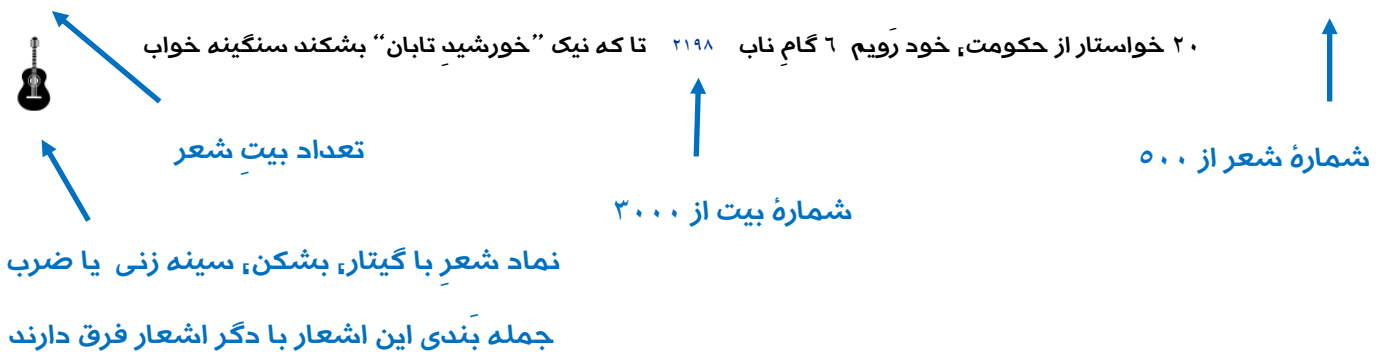 ۲۰ خواستار از حکومت، خود رَویم ۶ گامِ ناب ۲۱۹۸ تا که نیک “خورشیدِ تابان” بشکند سنگینه خواب
تعداد بیتِ شعر
شمارهٔ شعر از ۵۰۰
شمارهٔ بیت از ۳۰۰۰
نماد شعرِ با گیتار، بشکن، سینه زنی یا ضرب
جمله بَندی این اشعار با دگر اشعار فرق دارند